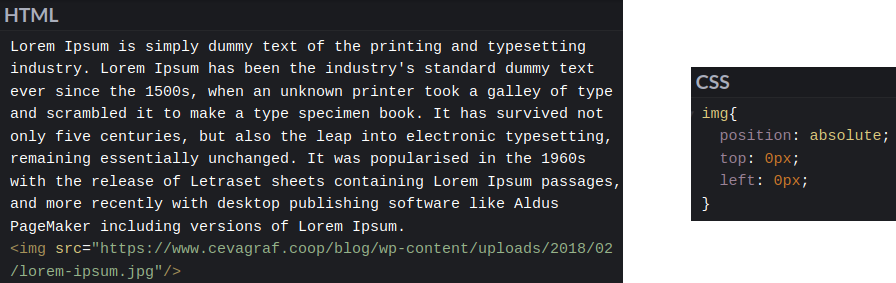 HTML
Lorem Ipsum is simply dummy text of the printing and typesetting
industry. Lorem Ipsum has been the industry's standard dummy text
ever since the 1500s, when an unknown printer took a galley of type
and scrambled it to make a type specimen book. It has survived not
only five centuries, but also the leap into electronic typesetting,
remaining essentially unchanged. It was popularised in the 1960s
with the release of Letraset sheets containing Lorem Ipsum passages,
and more recently with desktop publishing software like Aldus
PageMaker including versions of Lorem Ipsum.
<img src="https://www.cevagraf.coop/blog/wp-content/uploads/2018/02
/lorem-ipsum.jpg"/>
CSS
img{
position: absolute;
top: 0px;
left: 0px;
}